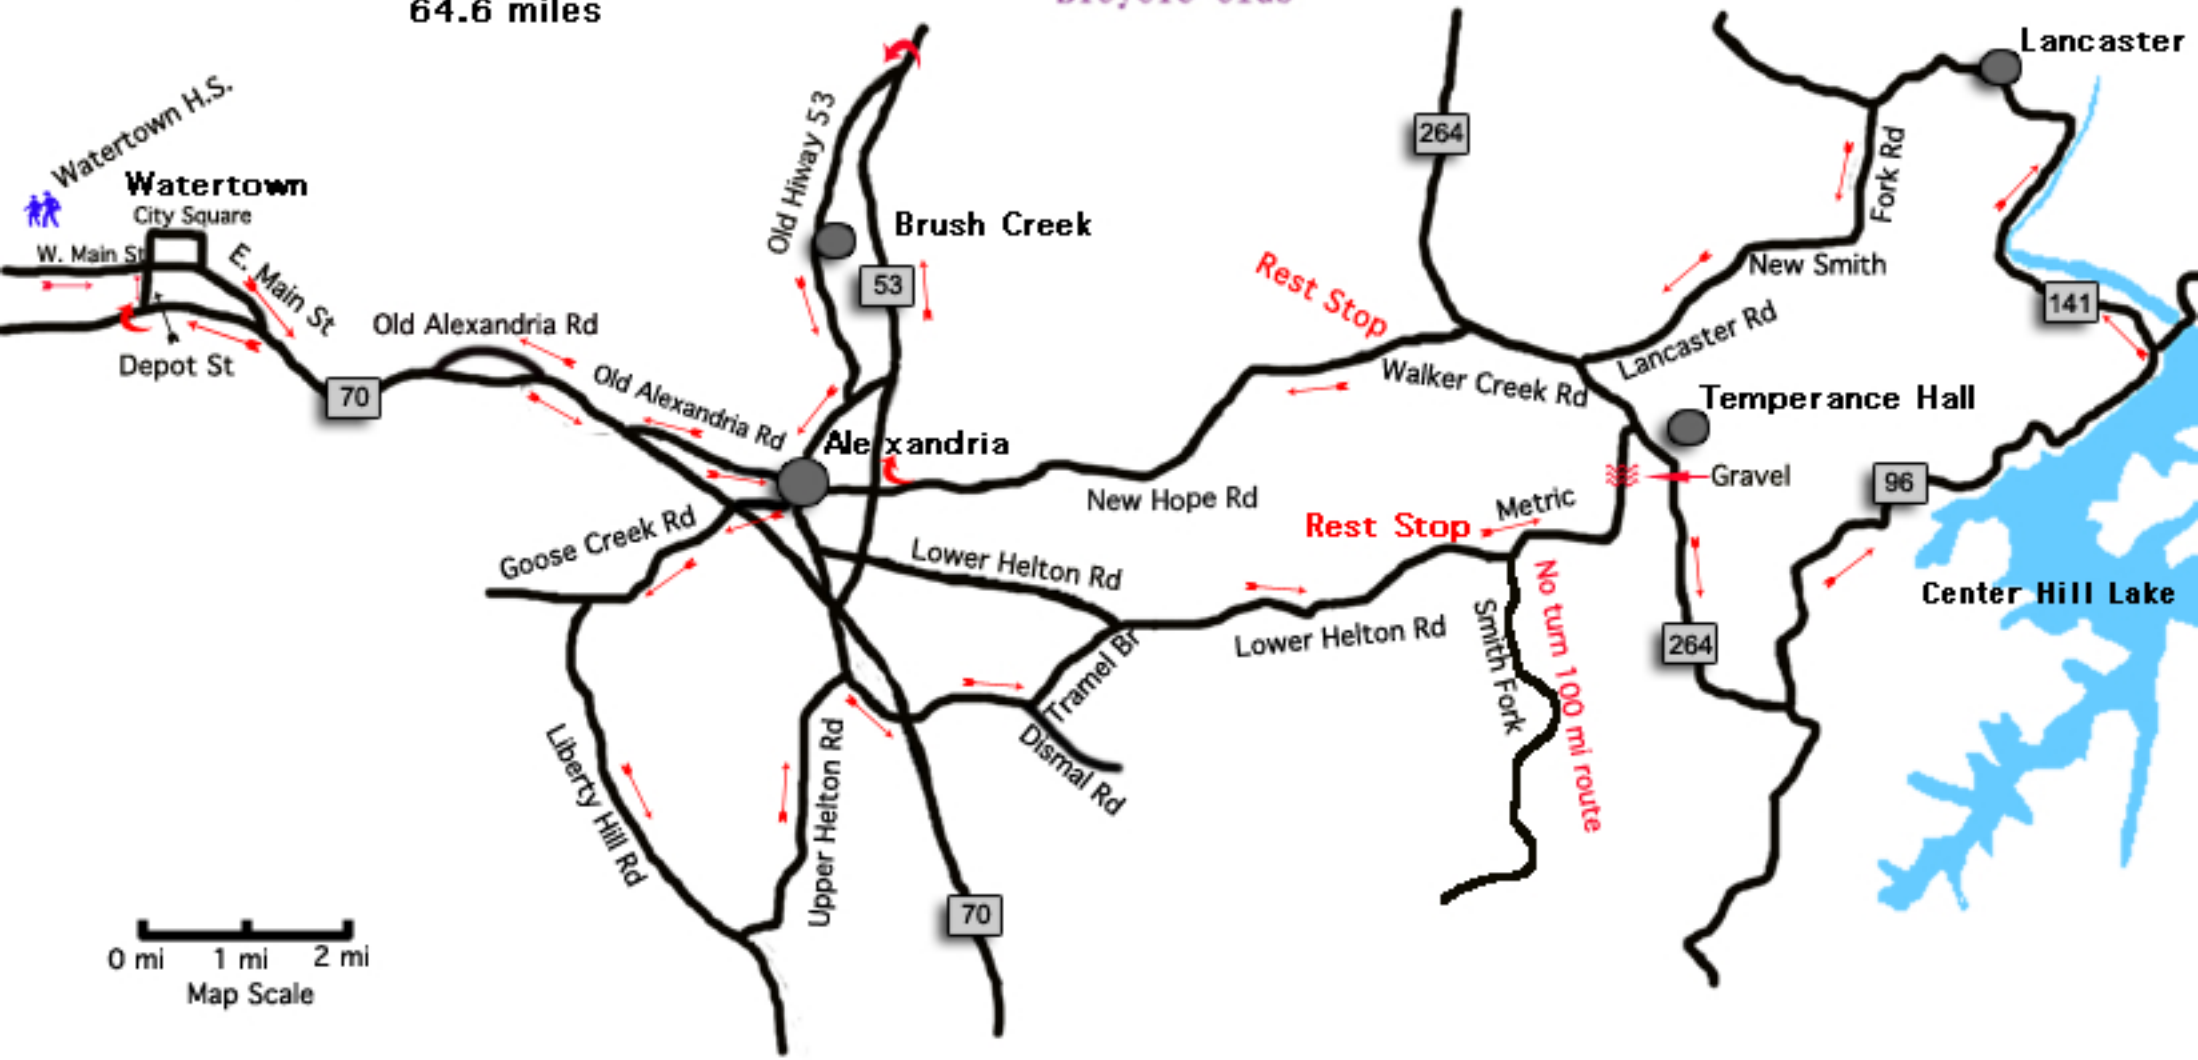 64.6 miles
Lancaster
Watertown H.S.
Watertown
City Square
W. Main St
E. Main St
Depot St
Old Alexandria Rd
70
Old Alexandria Rd
Old Hiway 53
Brush Creek
53
Alexandria
264
Fork Rd
New Smith
Lancaster Rd
141
Rest Stop
Walker Creek Rd
Temperance Hall
Gravel
96
New Hope Rd
Metric
Rest Stop
Goose Creek Rd
Lower Helton Rd
Lower Helton Rd
Center Hill Lake
No turn 100 mi route
Smith Fork
264
Tramel Br
Dismal Rd
Liberty Hill Rd
Upper Helton Rd
70
0 mi 1 mi 2 mi
Map Scale